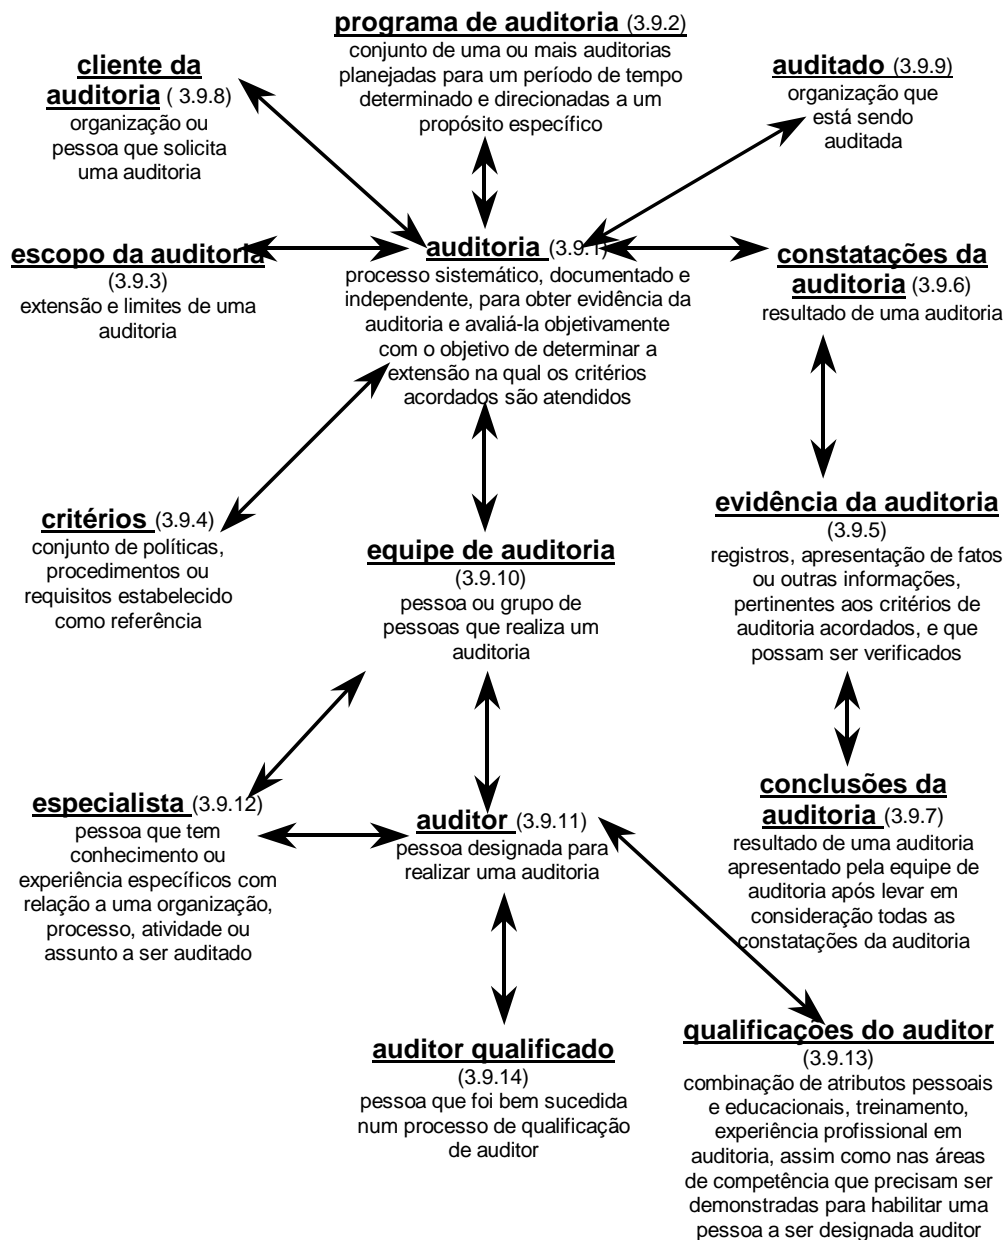 programa de auditoria (3.9.2)
conjunto de uma ou mais auditorias
planejadas para um período de tempo
determinado e direcionadas a um
propósito específico
cliente da
auditoria ( 3.9.8)
organização ou
pessoa que solicita
uma auditoria
auditado (3.9.9)
organização que
está sendo
auditada
escopo da auditoria
(3.9.3)
extensão e limites de uma
auditoria
auditoria (3.9.1)
processo sistemático, documentado e
independente, para obter evidência da
auditoria e avaliá-la objetivamente
com o objetivo de determinar a
extensão na qual os critérios
acordados são atendidos
constatações da
auditoria (3.9.6)
resultado de uma auditoria
critérios (3.9.4)
conjunto de políticas,
procedimentos ou
requisitos estabelecido
como referência
equipe de auditoria
(3.9.10)
pessoa ou grupo de
pessoas que realiza um
auditoria
evidência da auditoria
(3.9.5)
registros, apresentação de fatos
ou outras informações,
pertinentes aos critérios de
auditoria acordados, e que
possam ser verificados
especialista (3.9.12)
pessoa que tem
conhecimento ou
experiência específicos com
relação a uma organização,
processo, atividade ou
assunto a ser auditado
auditor (3.9.11)
pessoa designada para
realizar uma auditoria
conclusões da
auditoria (3.9.7)
resultado de uma auditoria
apresentado pela equipe de
auditoria após levar em
consideração todas as
constatações da auditoria
auditor qualificado
(3.9.14)
pessoa que foi bem sucedida
num processo de qualificação
de auditor
qualificações do auditor
(3.9.13)
combinação de atributos pessoais
e educacionais, treinamento,
experiência profissional em
auditoria, assim como nas áreas
de competência que precisam ser
demonstradas para habilitar uma
pessoa a ser designada auditor